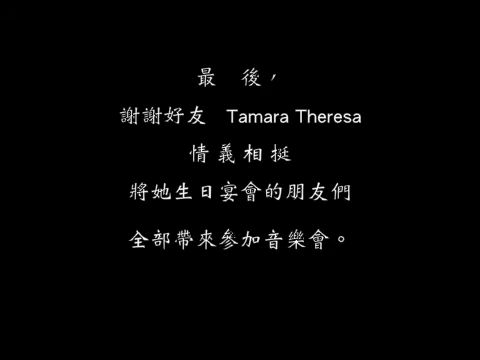 最　後，
謝謝好友　Tamara Theresa
情義相挺
將她生日宴會的朋友們
全部帶來參加音樂會。